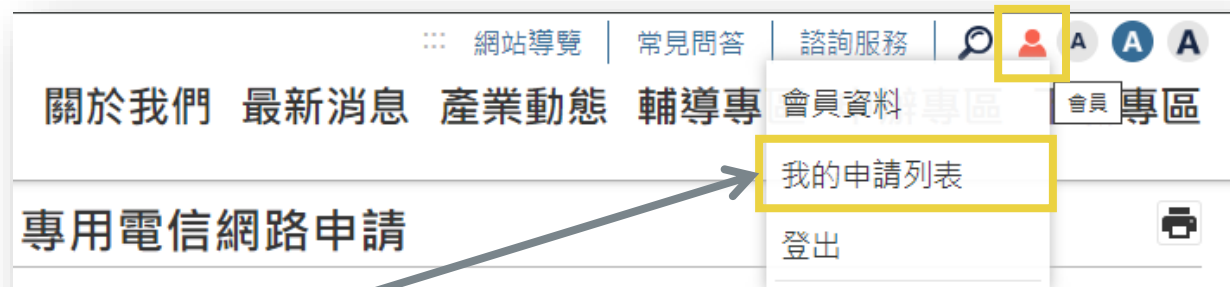 ::: 網站導覽 | 常見問答 | 諮詢服務 | A A A
關於我們 最新消息 產業動態 輔導專 專區
會員資料
會員
我的申請列表
專用電信網路申請
登出